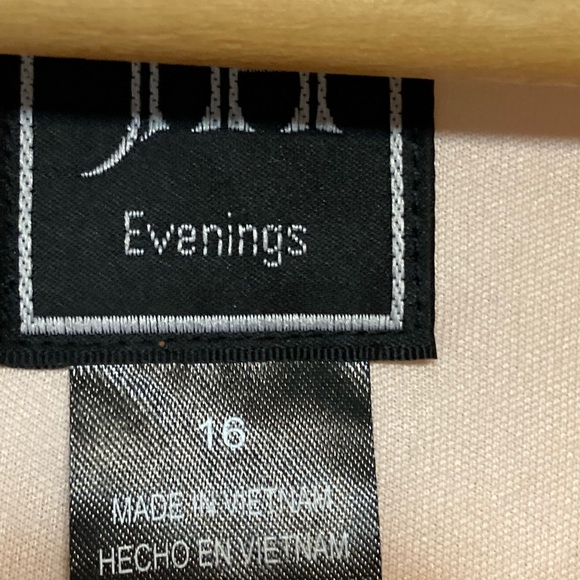 Evenings
16
MADE IN VIETNAM
HECHO EN VIETNAM